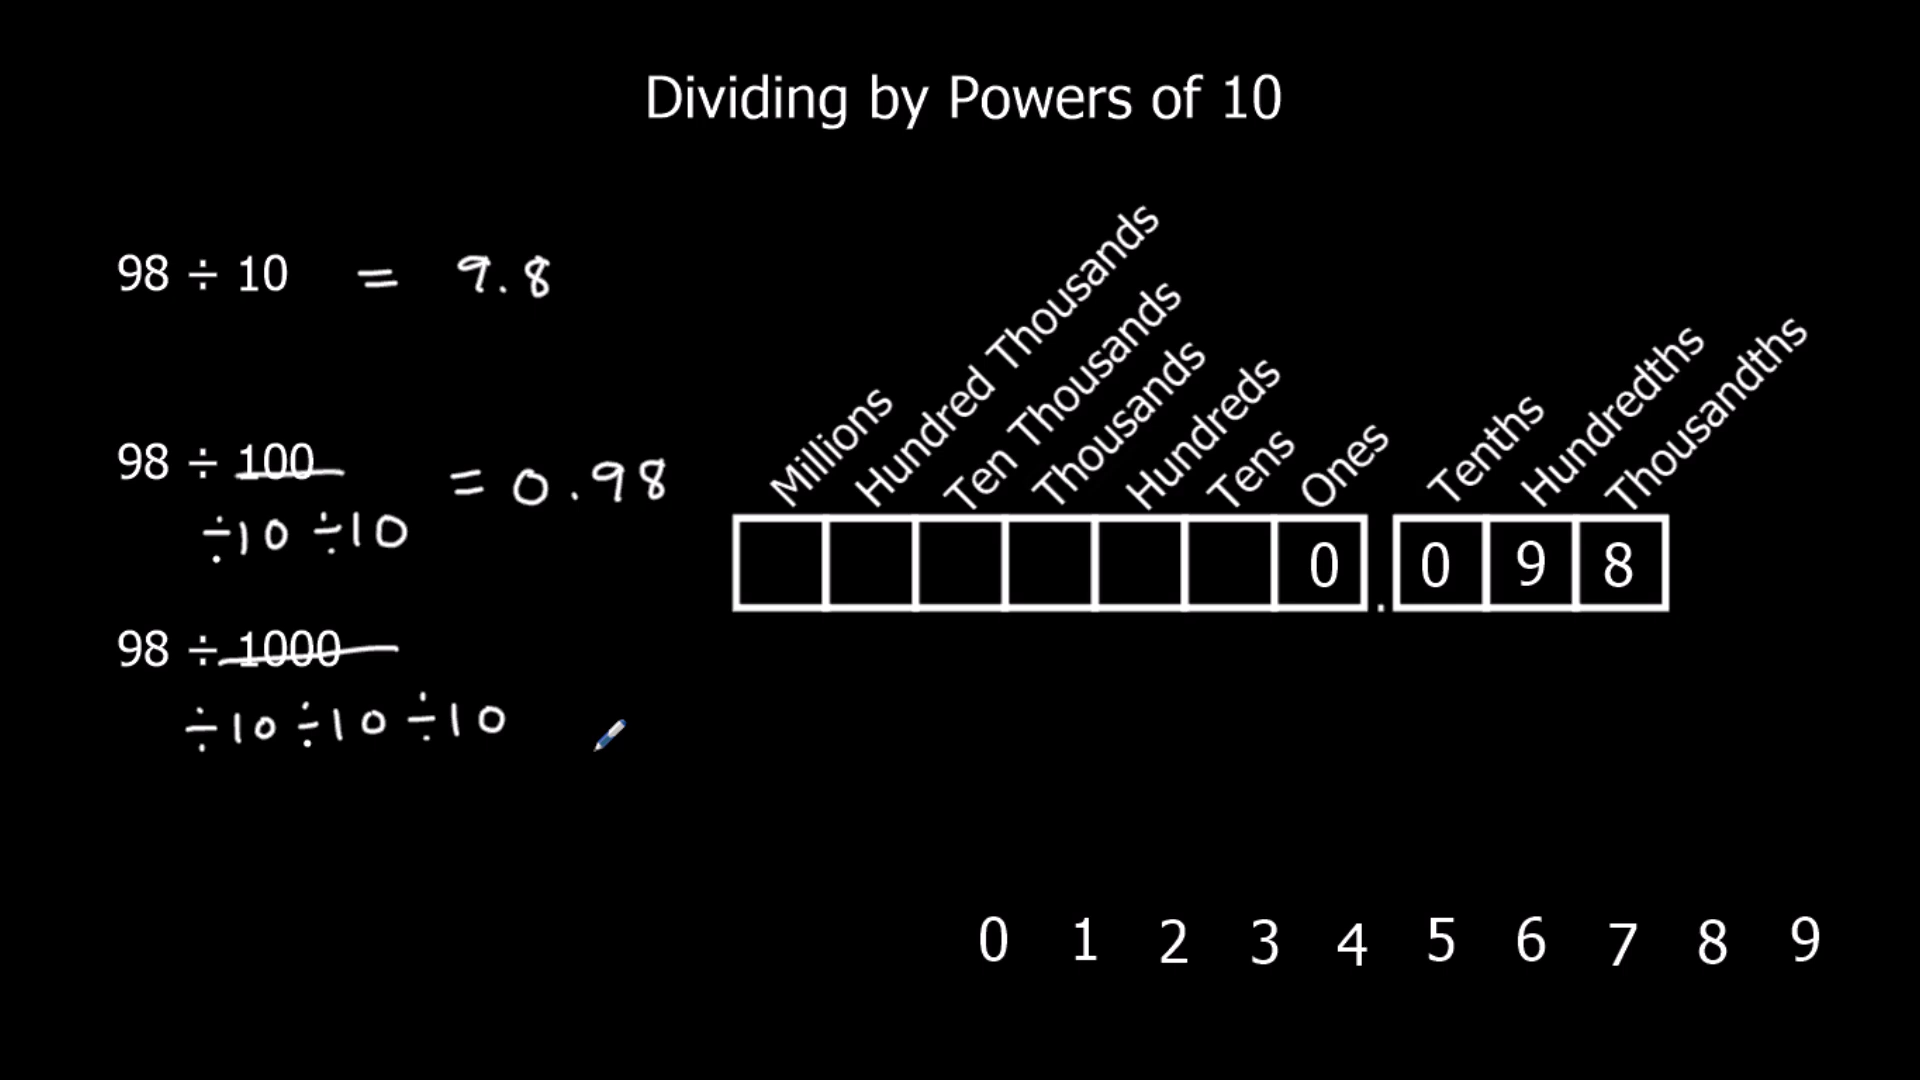 Dividing by Powers of 10
98 ÷ 10 = 9.8
98 ÷ 100 = 0.98
÷10 ÷10
98 ÷ 1000
÷10 ÷10 ÷10
Millions
Hundred Thousands
Ten Thousands
Thousands
Hundreds
Tens
Ones
Tenths
Hundredths
Thousandths
0 . 0 9 8
0 1 2 3 4 5 6 7 8 9